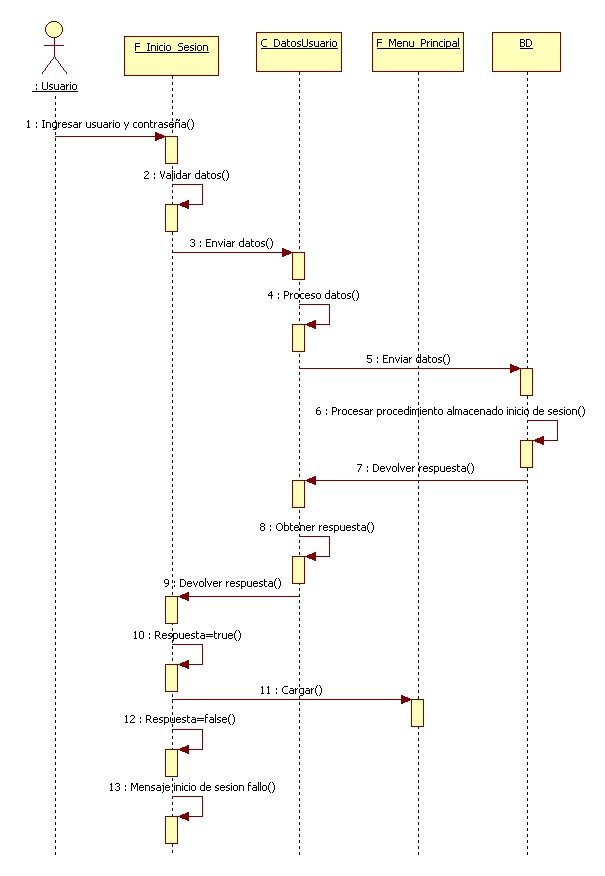 : Usuario
F_Inicio_Sesion
C_DatosUsuario
F_Menu_Principal
BD
1 : Ingresar usuario y contraseña()
2 : Validar datos()
3 : Enviar datos()
4 : Proceso datos()
5 : Enviar datos()
6 : Procesar procedimiento almacenado inicio de sesion()
7 : Devolver respuesta()
8 : Obtener respuesta()
9 : Devolver respuesta()
10 : Respuesta=true()
11 : Cargar()
12 : Respuesta=false()
13 : Mensaje inicio de sesion fallo()